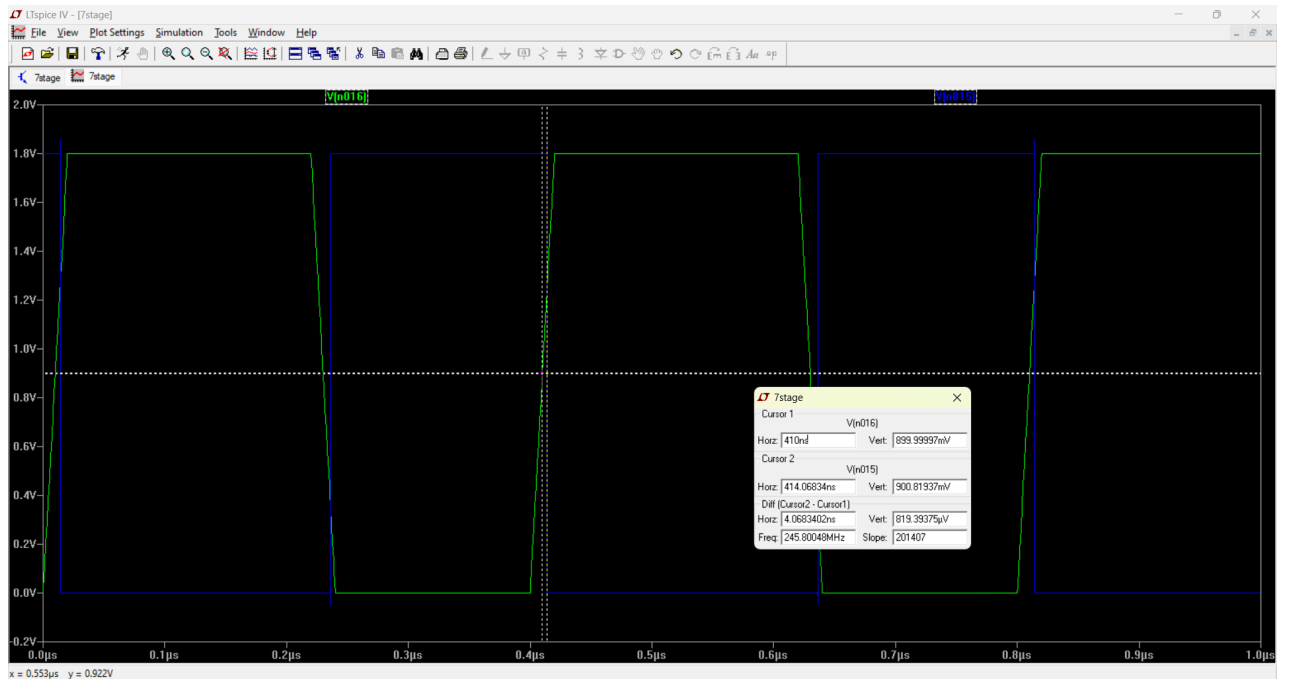 LTspice IV - [7stage]
File View Plot Settings Simulation Tools Window Help
7stage 7stage
V(n016) V(n015)
2.0V
1.8V
1.6V
1.4V
1.2V
1.0V
0.8V
0.6V
0.4V
0.2V
0.0V
-0.2V
0.0µs 0.1µs 0.2µs 0.3µs 0.4µs 0.5µs 0.6µs 0.7µs 0.8µs 0.9µs 1.0µs
7stage
Cursor 1
V(n016)
Horz: 410ns Vert: 899.99997mV
Cursor 2
V(n015)
Horz: 414.06834ns Vert: 900.81937mV
Diff (Cursor2 - Cursor1)
Horz: 4.0683402ns Vert: 819.39375µV
Freq: 245.80048MHz Slope: 201407
x = 0.553µs y = 0.922V